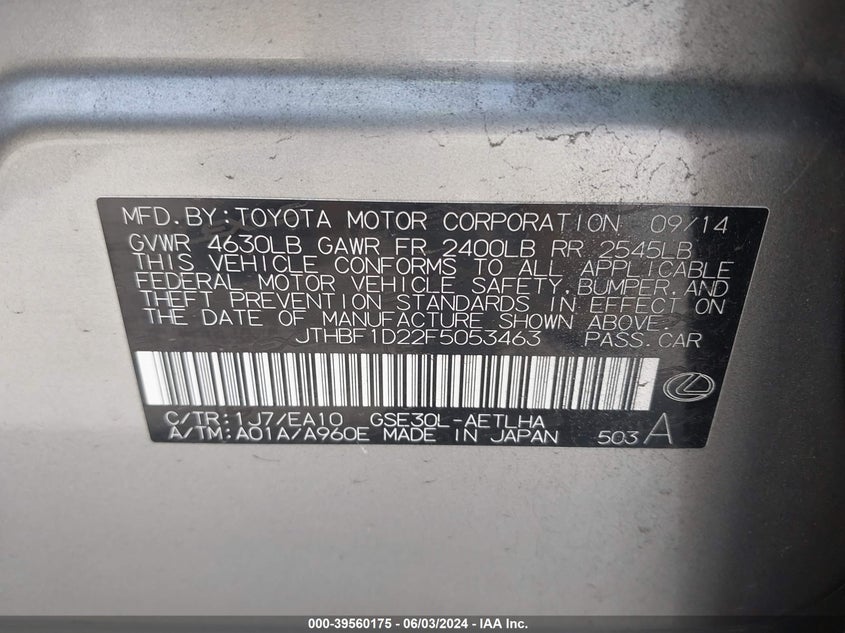 MFD.BY:TOYOTA MOTOR CORPORATION 09/14
GVWR 4630LB GAWR FR 2400LB RR 2545LB
THIS VEHICLE CONFORMS TO ALL APPLICABLE
FEDERAL MOTOR VEHICLE SAFETY,BUMPER,AND
THEFT PREVENTION STANDARDS IN EFFECT ON
THE DATE OF MANUFACTURE SHOWN ABOVE.
JTHBF1D22F5053463 PASS.CAR
C/TR:1J7/EA10 GSE30L-AETLHA
A/TM:A01A/A960E MADE IN JAPAN 503 A
000-39560175 - 06/03/2024 - IAA Inc.